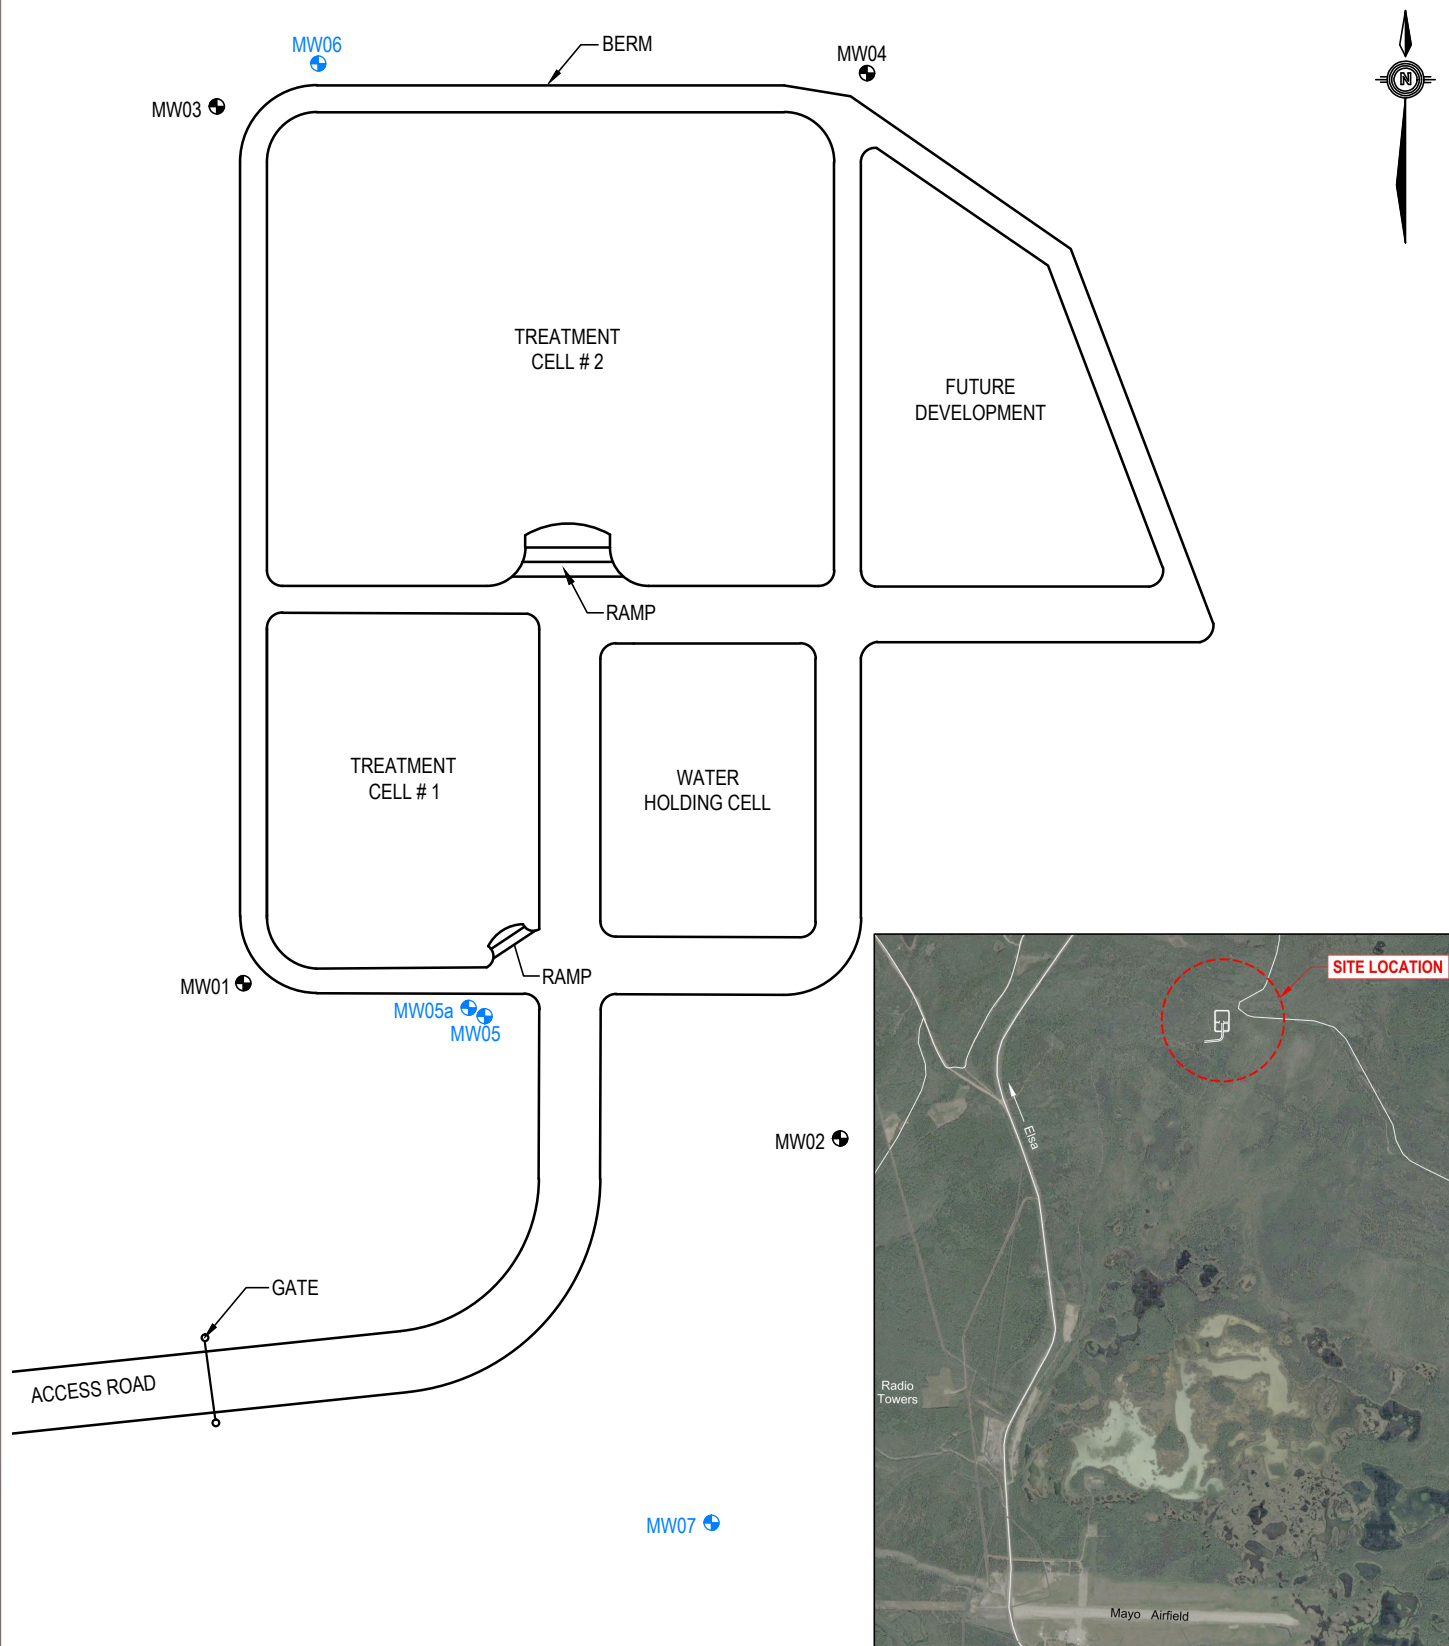 MW06
BERM
MW04
MW03
N
TREATMENT
CELL # 2
FUTURE
DEVELOPMENT
RAMP
TREATMENT
CELL # 1
WATER
HOLDING CELL
SITE LOCATION
RAMP
MW01
MW05a
MW05
Elsa
MW02
GATE
ACCESS ROAD
Radio
Towers
MW07
Mayo Airfield